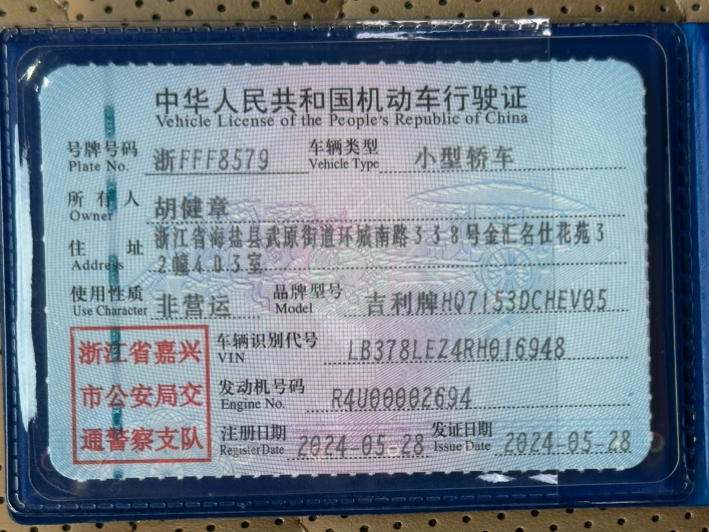 中华人民共和国机动车行驶证
Vehicle License of the People's Republic of China
号牌号码 浙FFF8579 车辆类型 小型轿车
Plate No. Vehicle Type
所有人 胡健章
Owner
住址 浙江省海盐县武原街道环城南路338号金汇名仕花苑3
Address 2幢403室
使用性质 非营运 品牌型号 吉利牌HQ7153DCHEV05
Use Character Model
浙江省嘉兴
市公安局交
通警察支队
车辆识别代号 LB378LEZ4RH016948
VIN
发动机号码 R4U00002694
Engine No.
注册日期 2024-05-28 发证日期 2024-05-28
Register Date Issue Date